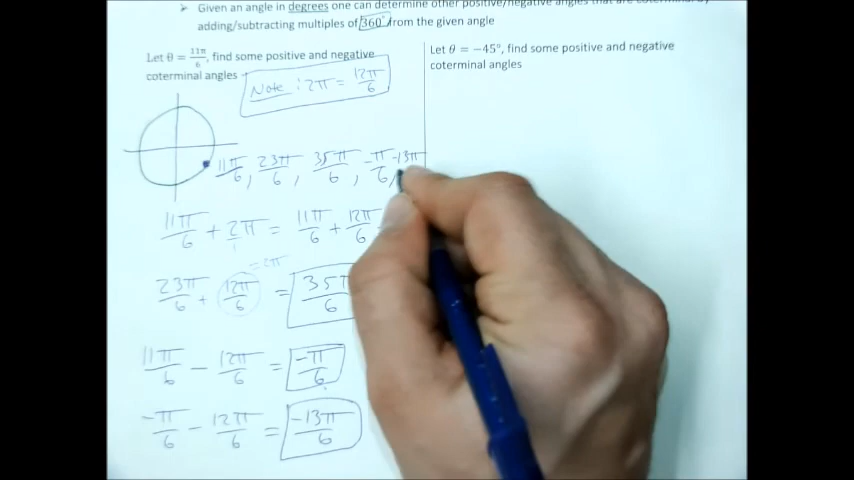 Given an angle in degrees one can determine other positive/negative angles that are coterminal by
adding/subtracting multiples of 360° from the given angle
Let θ = 11π/6, find some positive and negative
coterminal angles
Note : 2π = 12π/6
11π/6, 23π/6, 35π/6, -π/6, -13π
11π/6 + 2π/1 = 11π/6 + 12π/6
= 2π
23π/6 + 12π/6 = 35π/6
11π/6 - 12π/6 = -π/6
-π/6 - 12π/6 = -13π/6
Let θ = −45°, find some positive and negative
coterminal angles